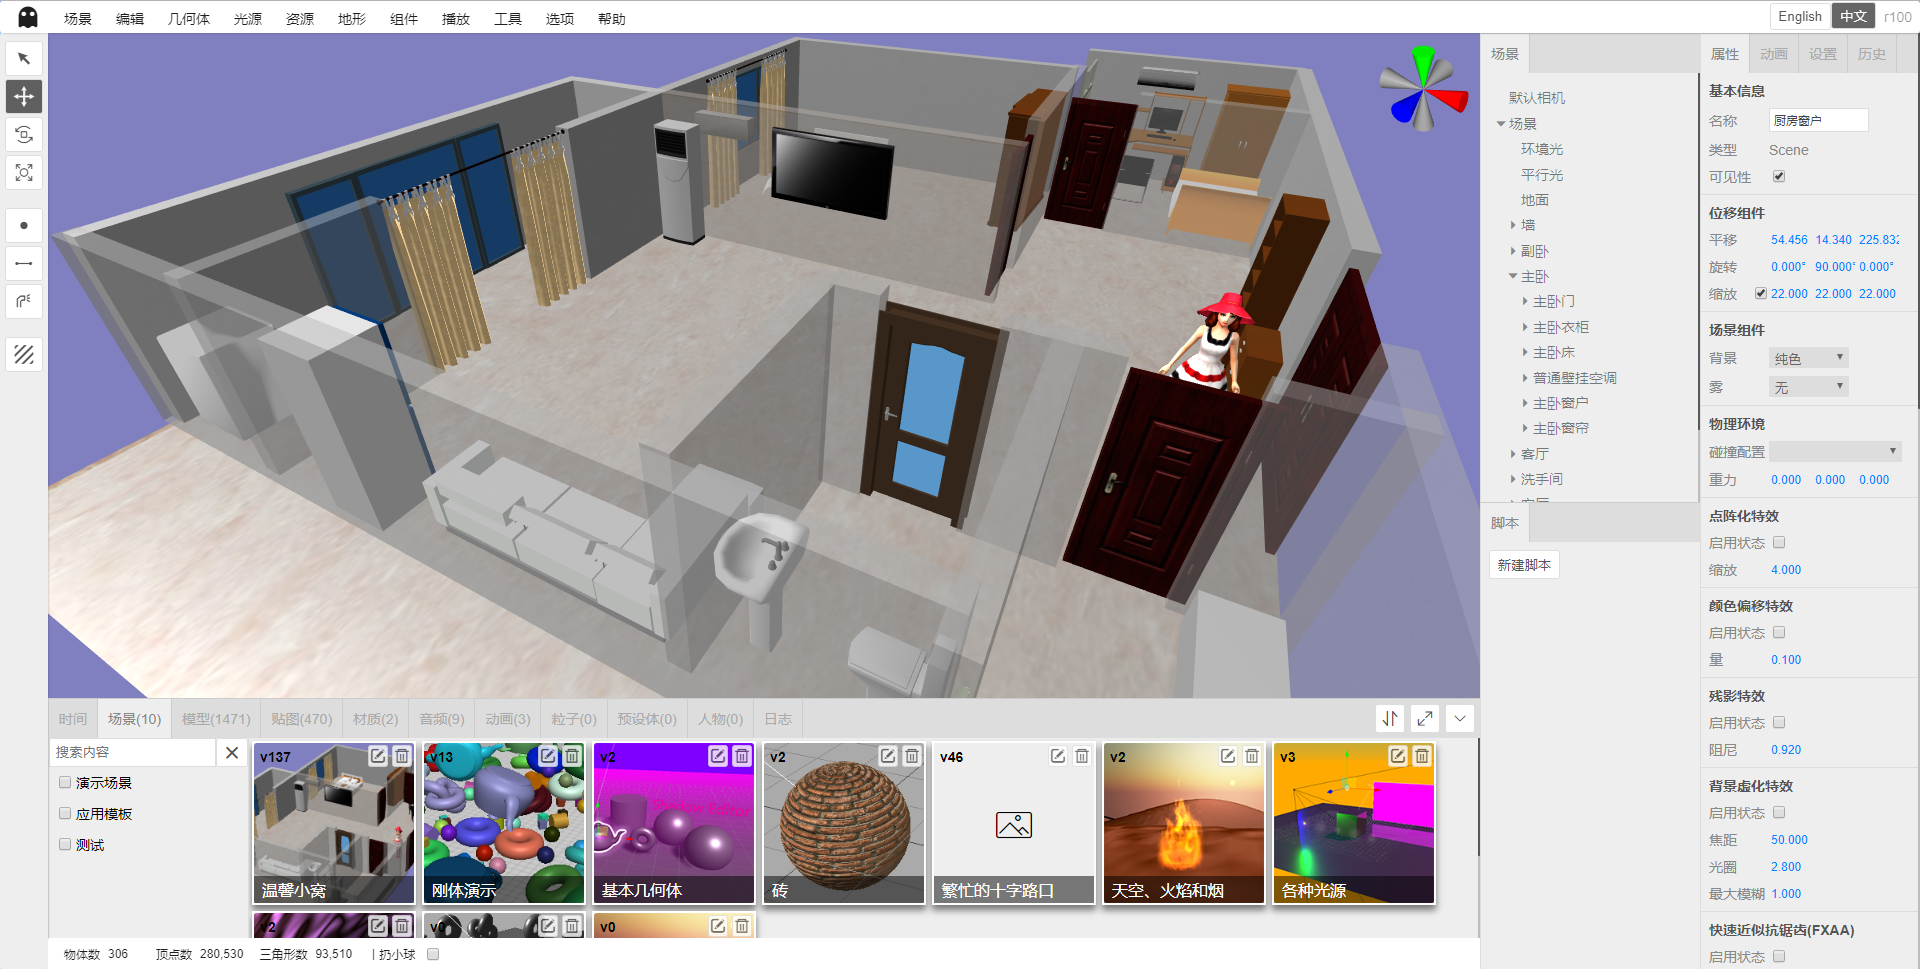 场景 编辑 几何体 光源 资源 地形 组件 播放 工具 选项 帮助 English 中文 r100
场景
默认相机
场景
环境光
平行光
地面
墙
副卧
主卧
主卧门
主卧衣柜
主卧床
普通壁挂空调
主卧窗户
主卧窗帘
客厅
洗手间
脚本
新建脚本
属性 动画 设置 历史
基本信息
名称 厨房窗户
类型 Scene
可见性
位移组件
平移 54.456 14.340 225.832
旋转 0.000° 90.000° 0.000°
缩放 22.000 22.000 22.000
场景组件
背景 纯色
雾 无
物理环境
碰撞配置
重力 0.000 0.000 0.000
点阵化特效
启用状态
缩放 4.000
颜色偏移特效
启用状态
量 0.100
残影特效
启用状态
阻尼 0.920
背景虚化特效
启用状态
焦距 50.000
光圈 2.800
最大模糊 1.000
快速近似抗锯齿(FXAA)
启用状态
时间 场景(10) 模型(1471) 贴图(470) 材质(2) 音频(9) 动画(3) 粒子(0) 预设体(0) 人物(0) 日志
搜索内容
演示场景
应用模板
测试
v137 v13 v2 v2 v46 v2 v3
Shadow Editor
温馨小窝 刚体演示 基本几何体 砖 繁忙的十字路口 天空、火焰和烟 各种光源
v2 v0 v0
物体数 306 顶点数 280,530 三角形数 93,510 | 扔小球